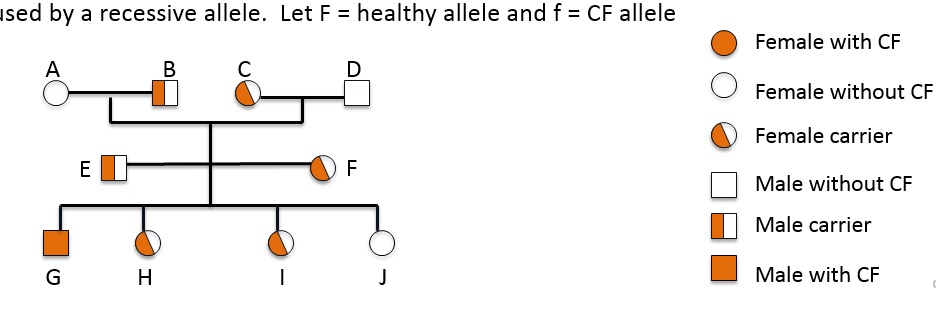 used by a recessive allele. Let F = healthy allele and f = CF allele
A B C D
E F
G H I J
Female with CF
Female without CF
Female carrier
Male without CF
Male carrier
Male with CF